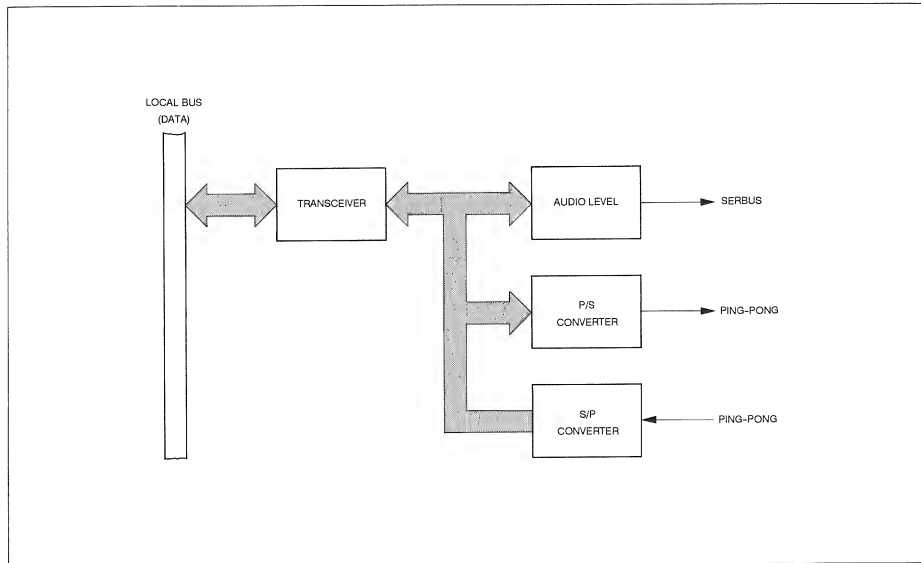 LOCAL BUS
(DATA)
TRANSCEIVER
AUDIO LEVEL
SERBUS
P/S
CONVERTER
PING-PONG
S/P
CONVERTER
PING-PONG